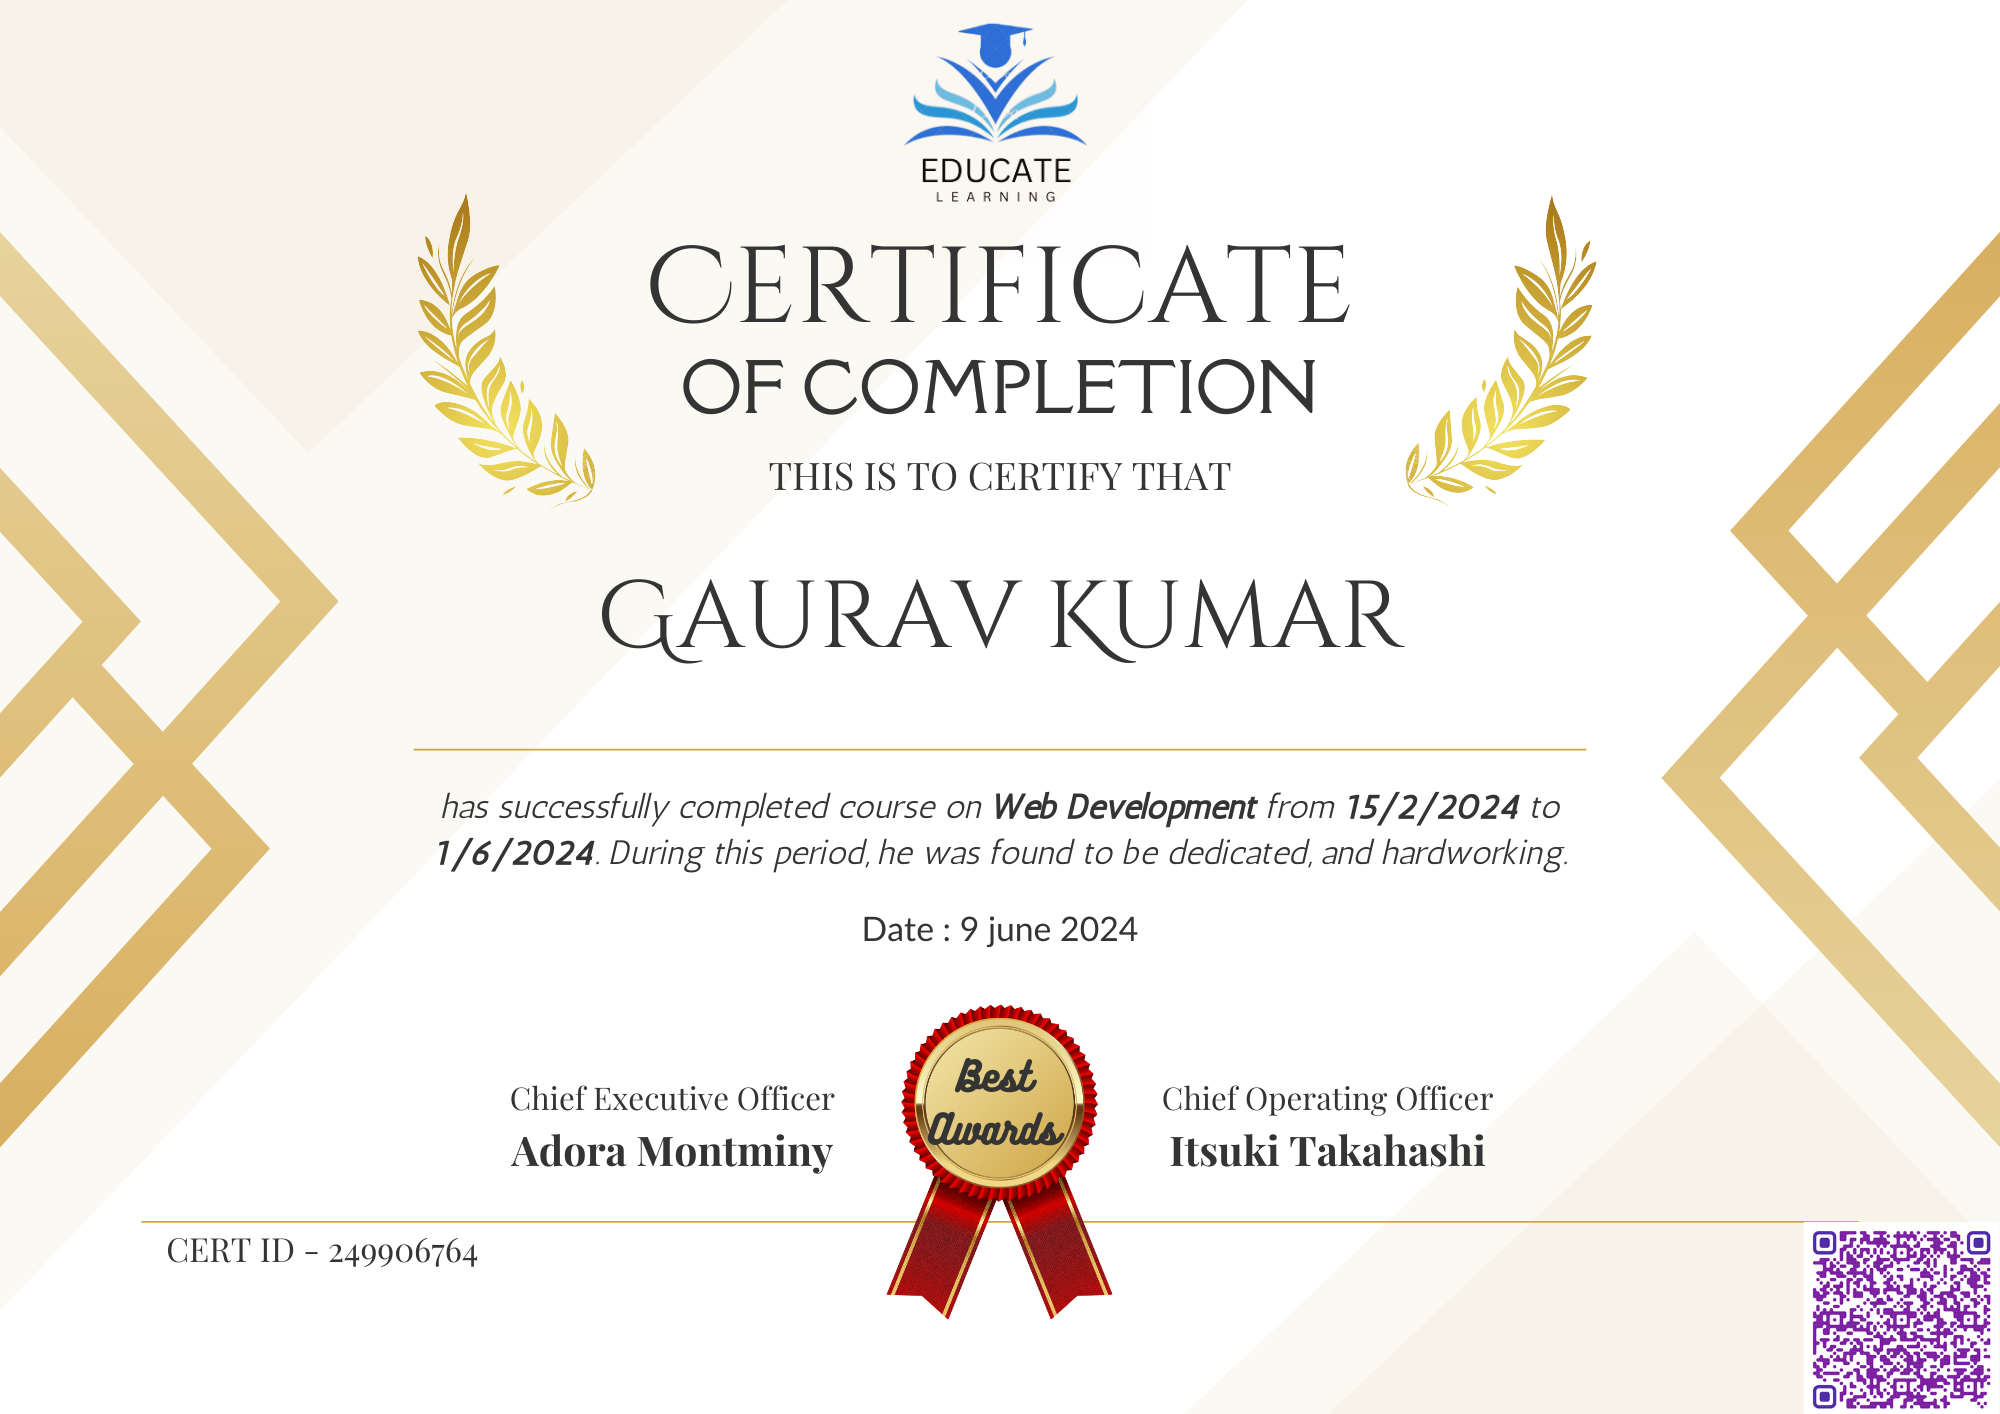 EDUCATE
LEARNING
CERTIFICATE
OF COMPLETION
THIS IS TO CERTIFY THAT
GAURAV KUMAR
has successfully completed course on Web Development from 15/2/2024 to
1/6/2024. During this period, he was found to be dedicated, and hardworking.
Date : 9 june 2024
Best
Awards
Chief Executive Officer
Adora Montminy
Chief Operating Officer
Itsuki Takahashi
CERT ID - 249906764